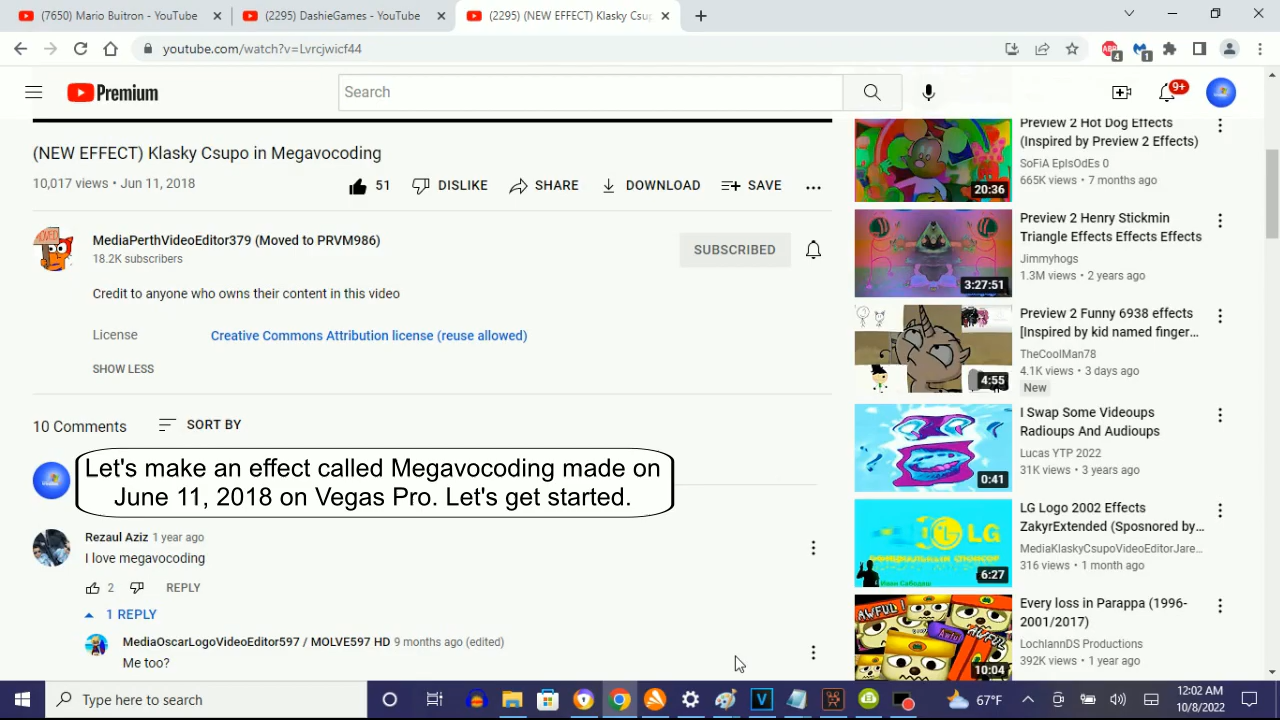 (7650) Mario Buitron - YouTube
(2295) DashieGames - YouTube
(2295) (NEW EFFECT) Klasky Csup
youtube.com/watch?v=Lvrcjwicf44
4
1
Premium
Search
9+
(NEW EFFECT) Klasky Csupo in Megavocoding
10,017 views • Jun 11, 2018
51
DISLIKE
SHARE
DOWNLOAD
SAVE
MediaPerthVideoEditor379 (Moved to PRVM986)
18.2K subscribers
SUBSCRIBED
Credit to anyone who owns their content in this video
License
Creative Commons Attribution license (reuse allowed)
SHOW LESS
10 Comments
SORT BY
Let's make an effect called Megavocoding made on
June 11, 2018 on Vegas Pro. Let's get started.
Rezaul Aziz 1 year ago
I love megavocoding
2
REPLY
1 REPLY
MediaOscarLogoVideoEditor597 / MOLVE597 HD 9 months ago (edited)
Me too?
Preview 2 Hot Dog Effects
(Inspired by Preview 2 Effects)
SoFiA EpIsOdEs 0
665K views • 7 months ago
20:36
Preview 2 Henry Stickmin
Triangle Effects Effects Effects
Jimmyhogs
1.3M views • 2 years ago
3:27:51
Preview 2 Funny 6938 effects
[Inspired by kid named finger...
TheCoolMan78
4.1K views • 3 days ago
New
4:55
I Swap Some Videoups
Radioups And Audioups
Lucas YTP 2022
31K views • 3 years ago
0:41
LG Logo 2002 Effects
ZakyrExtended (Sposnored by...
MediaKlaskyCsupoVideoEditorJare...
316 views • 1 month ago
LG
6:27
Every loss in Parappa (1996-
2001/2017)
LochlannDS Productions
392K views • 1 year ago
AWFUL!
Awful
10:04
Type here to search
67°F
12:02 AM
10/8/2022